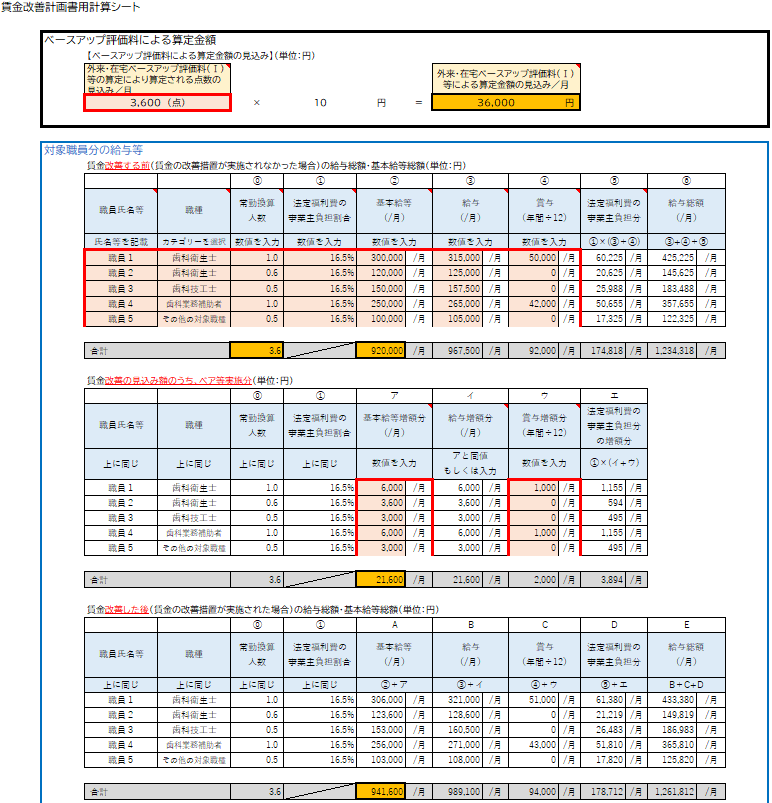 賃金改善計画書用計算シート
ベースアップ評価料による算定金額
【ベースアップ評価料による算定金額の見込み】(単位:円)
外来・在宅ベースアップ評価料(Ⅰ)等の算定により算定される点数の見込み/月
外来・在宅ベースアップ評価料(Ⅰ)等による算定金額の見込み/月
3,600 (点) × 10 円 = 36,000 円
対象職員分の給与等
賃金改善する前(賃金の改善措置が実施されなかった場合)の給与総額・基本給等総額(単位:円)
⓪ ① ② ③ ④ ⑤ ⑥
職員氏名等 職種 常勤換算人数 法定福利費の事業主負担割合 基本給等(/月) 給与(/月) 賞与(年間÷12) 法定福利費の事業主負担分 給与総額(/月)
氏名等を記載 カテゴリーを選択 数値を入力 数値を入力 数値を入力 数値を入力 数値を入力 ①×(③+④) ③+④+⑤
職員1 歯科衛生士 1.0 16.5% 300,000 /月 315,000 /月 50,000 /月 60,225 /月 425,225 /月
職員2 歯科衛生士 0.6 16.5% 120,000 /月 125,000 /月 0 /月 20,625 /月 145,625 /月
職員3 歯科技工士 0.5 16.5% 150,000 /月 157,500 /月 0 /月 25,988 /月 183,488 /月
職員4 歯科業務補助者 1.0 16.5% 250,000 /月 265,000 /月 42,000 /月 50,655 /月 357,655 /月
職員5 その他の対象職種 0.5 16.5% 100,000 /月 105,000 /月 0 /月 17,325 /月 122,325 /月
合計 3.6 920,000 /月 967,500 /月 92,000 /月 174,818 /月 1,234,318 /月
賃金改善の見込み額のうち、ベア等実施分(単位:円)
⓪ ① ア イ ウ エ
職員氏名等 職種 常勤換算人数 法定福利費の事業主負担割合 基本給等増額分(/月) 給与増額分(/月) 賞与増額分(年間÷12) 法定福利費の事業主負担分の増額分
上に同じ 上に同じ 上に同じ 上に同じ 数値を入力 アと同値もしくは入力 数値を入力 ①×(イ+ウ)
職員1 歯科衛生士 1.0 16.5% 6,000 /月 6,000 /月 1,000 /月 1,155 /月
職員2 歯科衛生士 0.6 16.5% 3,600 /月 3,600 /月 0 /月 594 /月
職員3 歯科技工士 0.5 16.5% 3,000 /月 3,000 /月 0 /月 495 /月
職員4 歯科業務補助者 1.0 16.5% 6,000 /月 6,000 /月 1,000 /月 1,155 /月
職員5 その他の対象職種 0.5 16.5% 3,000 /月 3,000 /月 0 /月 495 /月
合計 3.6 21,600 /月 21,600 /月 2,000 /月 3,894 /月
賃金改善した後(賃金の改善措置が実施された場合)の給与総額・基本給等総額(単位:円)
⓪ ① A B C D E
職員氏名等 職種 常勤換算人数 法定福利費の事業主負担割合 基本給等(/月) 給与(/月) 賞与(年間÷12) 法定福利費の事業主負担分 給与総額(/月)
上に同じ 上に同じ 上に同じ 上に同じ ②+ア ③+イ ④+ウ ⑤+エ B+C+D
職員1 歯科衛生士 1.0 16.5% 306,000 /月 321,000 /月 51,000 /月 61,380 /月 433,380 /月
職員2 歯科衛生士 0.6 16.5% 123,600 /月 128,600 /月 0 /月 21,219 /月 149,819 /月
職員3 歯科技工士 0.5 16.5% 153,000 /月 160,500 /月 0 /月 26,483 /月 186,983 /月
職員4 歯科業務補助者 1.0 16.5% 256,000 /月 271,000 /月 43,000 /月 51,810 /月 365,810 /月
職員5 その他の対象職種 0.5 16.5% 103,000 /月 108,000 /月 0 /月 17,820 /月 125,820 /月
合計 3.6 941,600 /月 989,100 /月 94,000 /月 178,712 /月 1,261,812 /月